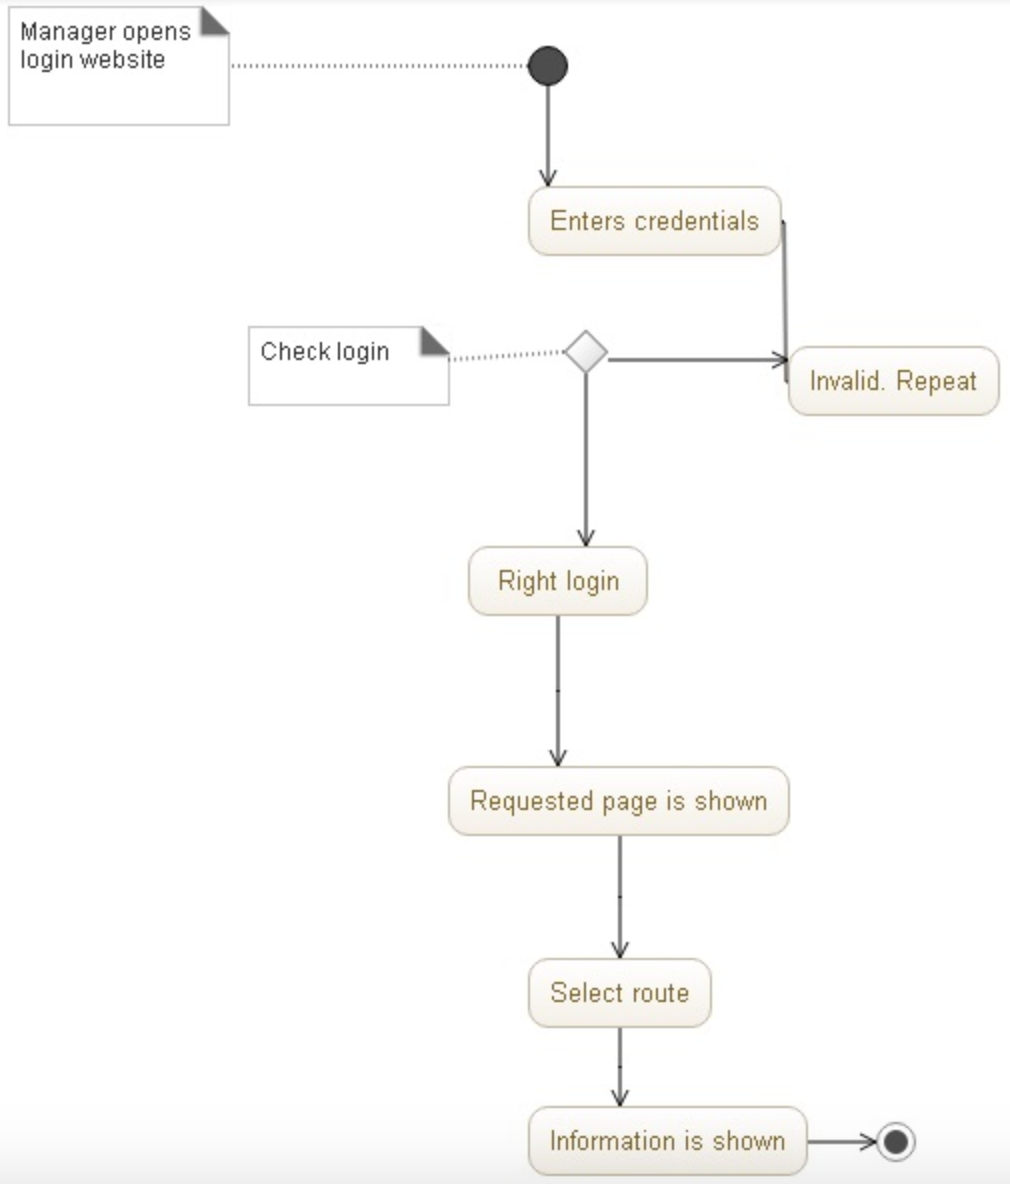 Manager opens
login website
Enters credentials
Check login
Invalid. Repeat
Right login
Requested page is shown
Select route
Information is shown